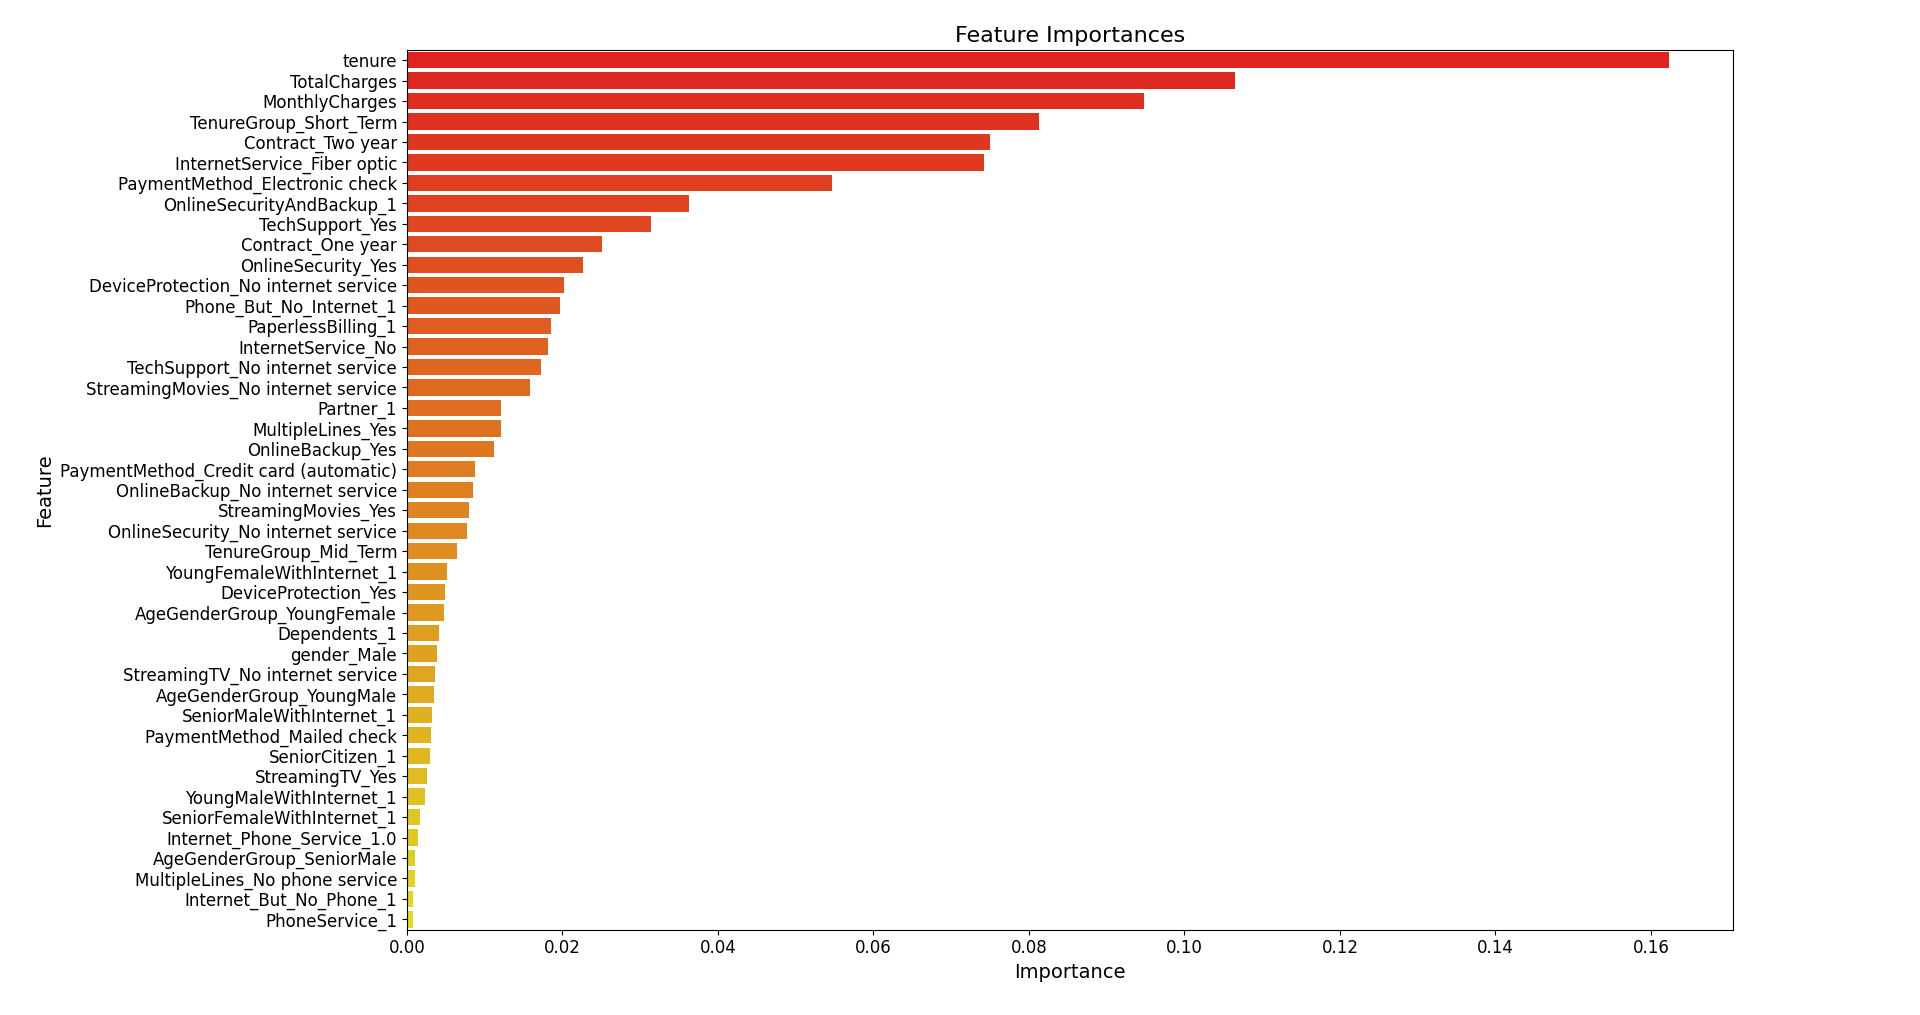 Feature Importances
tenure
TotalCharges
MonthlyCharges
TenureGroup_Short_Term
Contract_Two year
InternetService_Fiber optic
PaymentMethod_Electronic check
OnlineSecurityAndBackup_1
TechSupport_Yes
Contract_One year
OnlineSecurity_Yes
DeviceProtection_No internet service
Phone_But_No_Internet_1
PaperlessBilling_1
InternetService_No
TechSupport_No internet service
StreamingMovies_No internet service
Partner_1
MultipleLines_Yes
OnlineBackup_Yes
PaymentMethod_Credit card (automatic)
OnlineBackup_No internet service
StreamingMovies_Yes
OnlineSecurity_No internet service
TenureGroup_Mid_Term
YoungFemaleWithInternet_1
DeviceProtection_Yes
AgeGenderGroup_YoungFemale
Dependents_1
gender_Male
StreamingTV_No internet service
AgeGenderGroup_YoungMale
SeniorMaleWithInternet_1
PaymentMethod_Mailed check
SeniorCitizen_1
StreamingTV_Yes
YoungMaleWithInternet_1
SeniorFemaleWithInternet_1
Internet_Phone_Service_1.0
AgeGenderGroup_SeniorMale
MultipleLines_No phone service
Internet_But_No_Phone_1
PhoneService_1
Feature
0.00 0.02 0.04 0.06 0.08 0.10 0.12 0.14 0.16
Importance